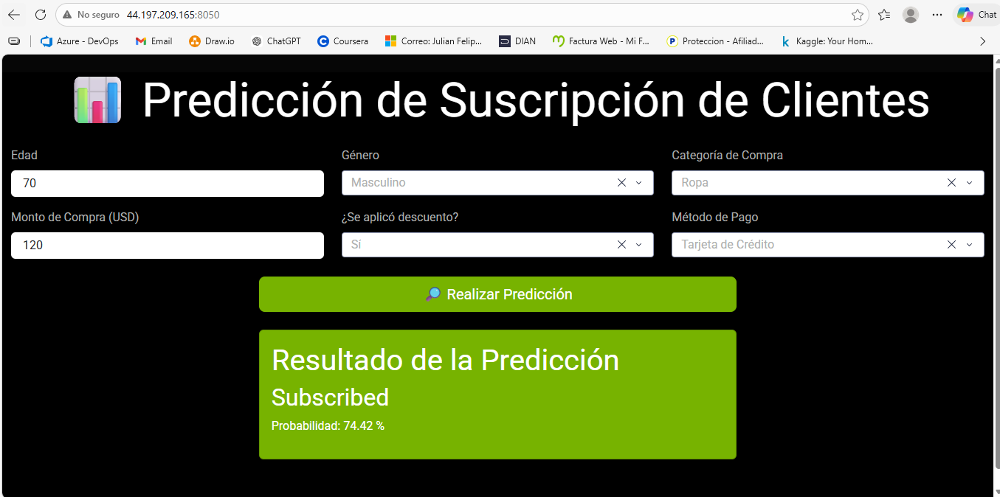 No seguro 44.197.209.165:8050 Chat
Azure - DevOps Email Draw.io ChatGPT Coursera Correo: Julian Felip... DIAN Factura Web - Mi F... Proteccion - Afiliad... Kaggle: Your Hom...
Predicción de Suscripción de Clientes
Edad Género Categoría de Compra
70 Masculino Ropa
Monto de Compra (USD) ¿Se aplicó descuento? Método de Pago
120 Sí Tarjeta de Crédito
Realizar Predicción
Resultado de la Predicción
Subscribed
Probabilidad: 74.42 %